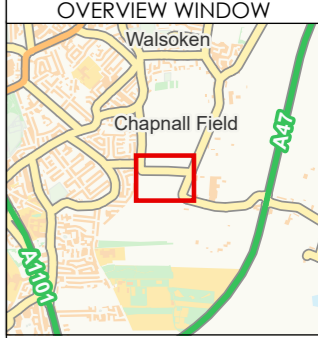 OVERVIEW WINDOW
Walsoken
Chapnall Field
A47
A1101